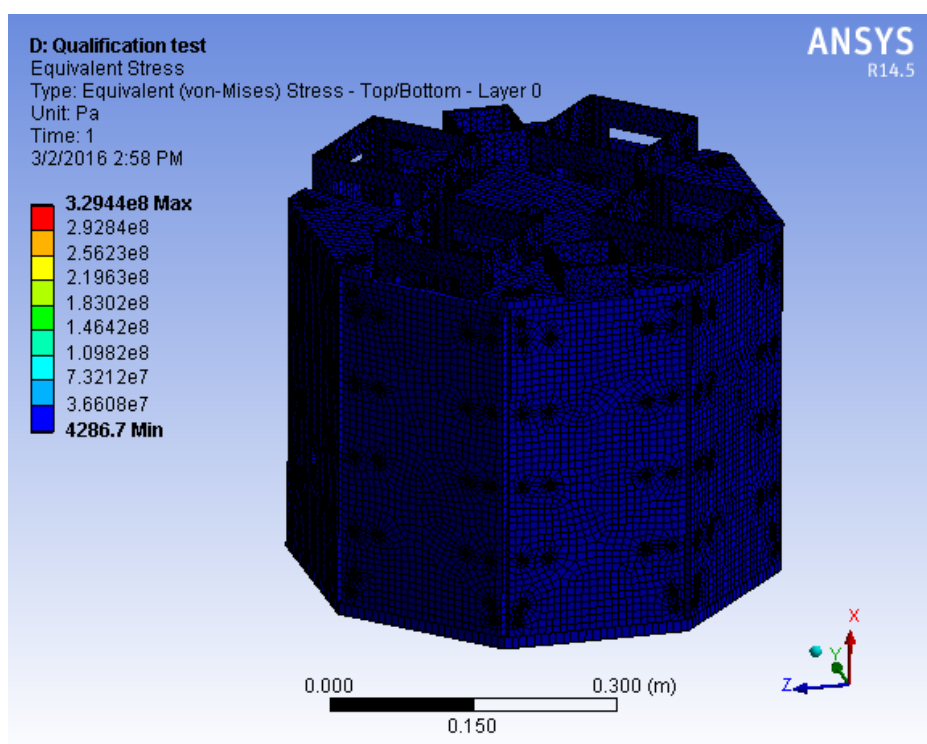 D: Qualification test
Equivalent Stress
Type: Equivalent (von-Mises) Stress - Top/Bottom - Layer 0
Unit: Pa
Time: 1
3/2/2016 2:58 PM
ANSYS
R14.5
3.2944e8 Max
2.9284e8
2.5623e8
2.1963e8
1.8302e8
1.4642e8
1.0982e8
7.3212e7
3.6608e7
4286.7 Min
0.000
0.300 (m)
0.150
X
Y
Z